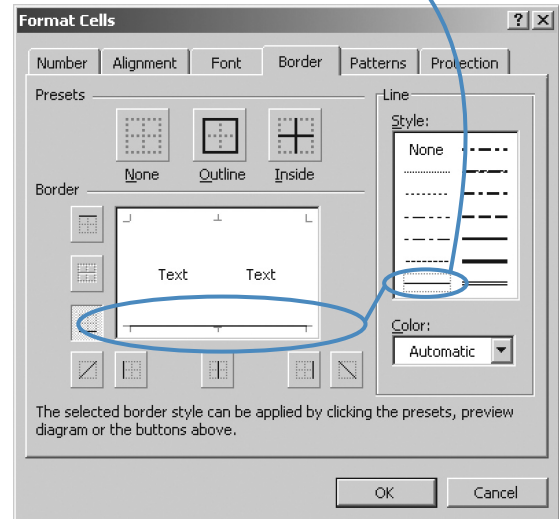 Format Cells
Number Alignment Font Border Patterns Protection
Presets
None Outline Inside
Border
Text Text
Line
Style:
None
Color:
Automatic
The selected border style can be applied by clicking the presets, preview
diagram or the buttons above.
OK Cancel